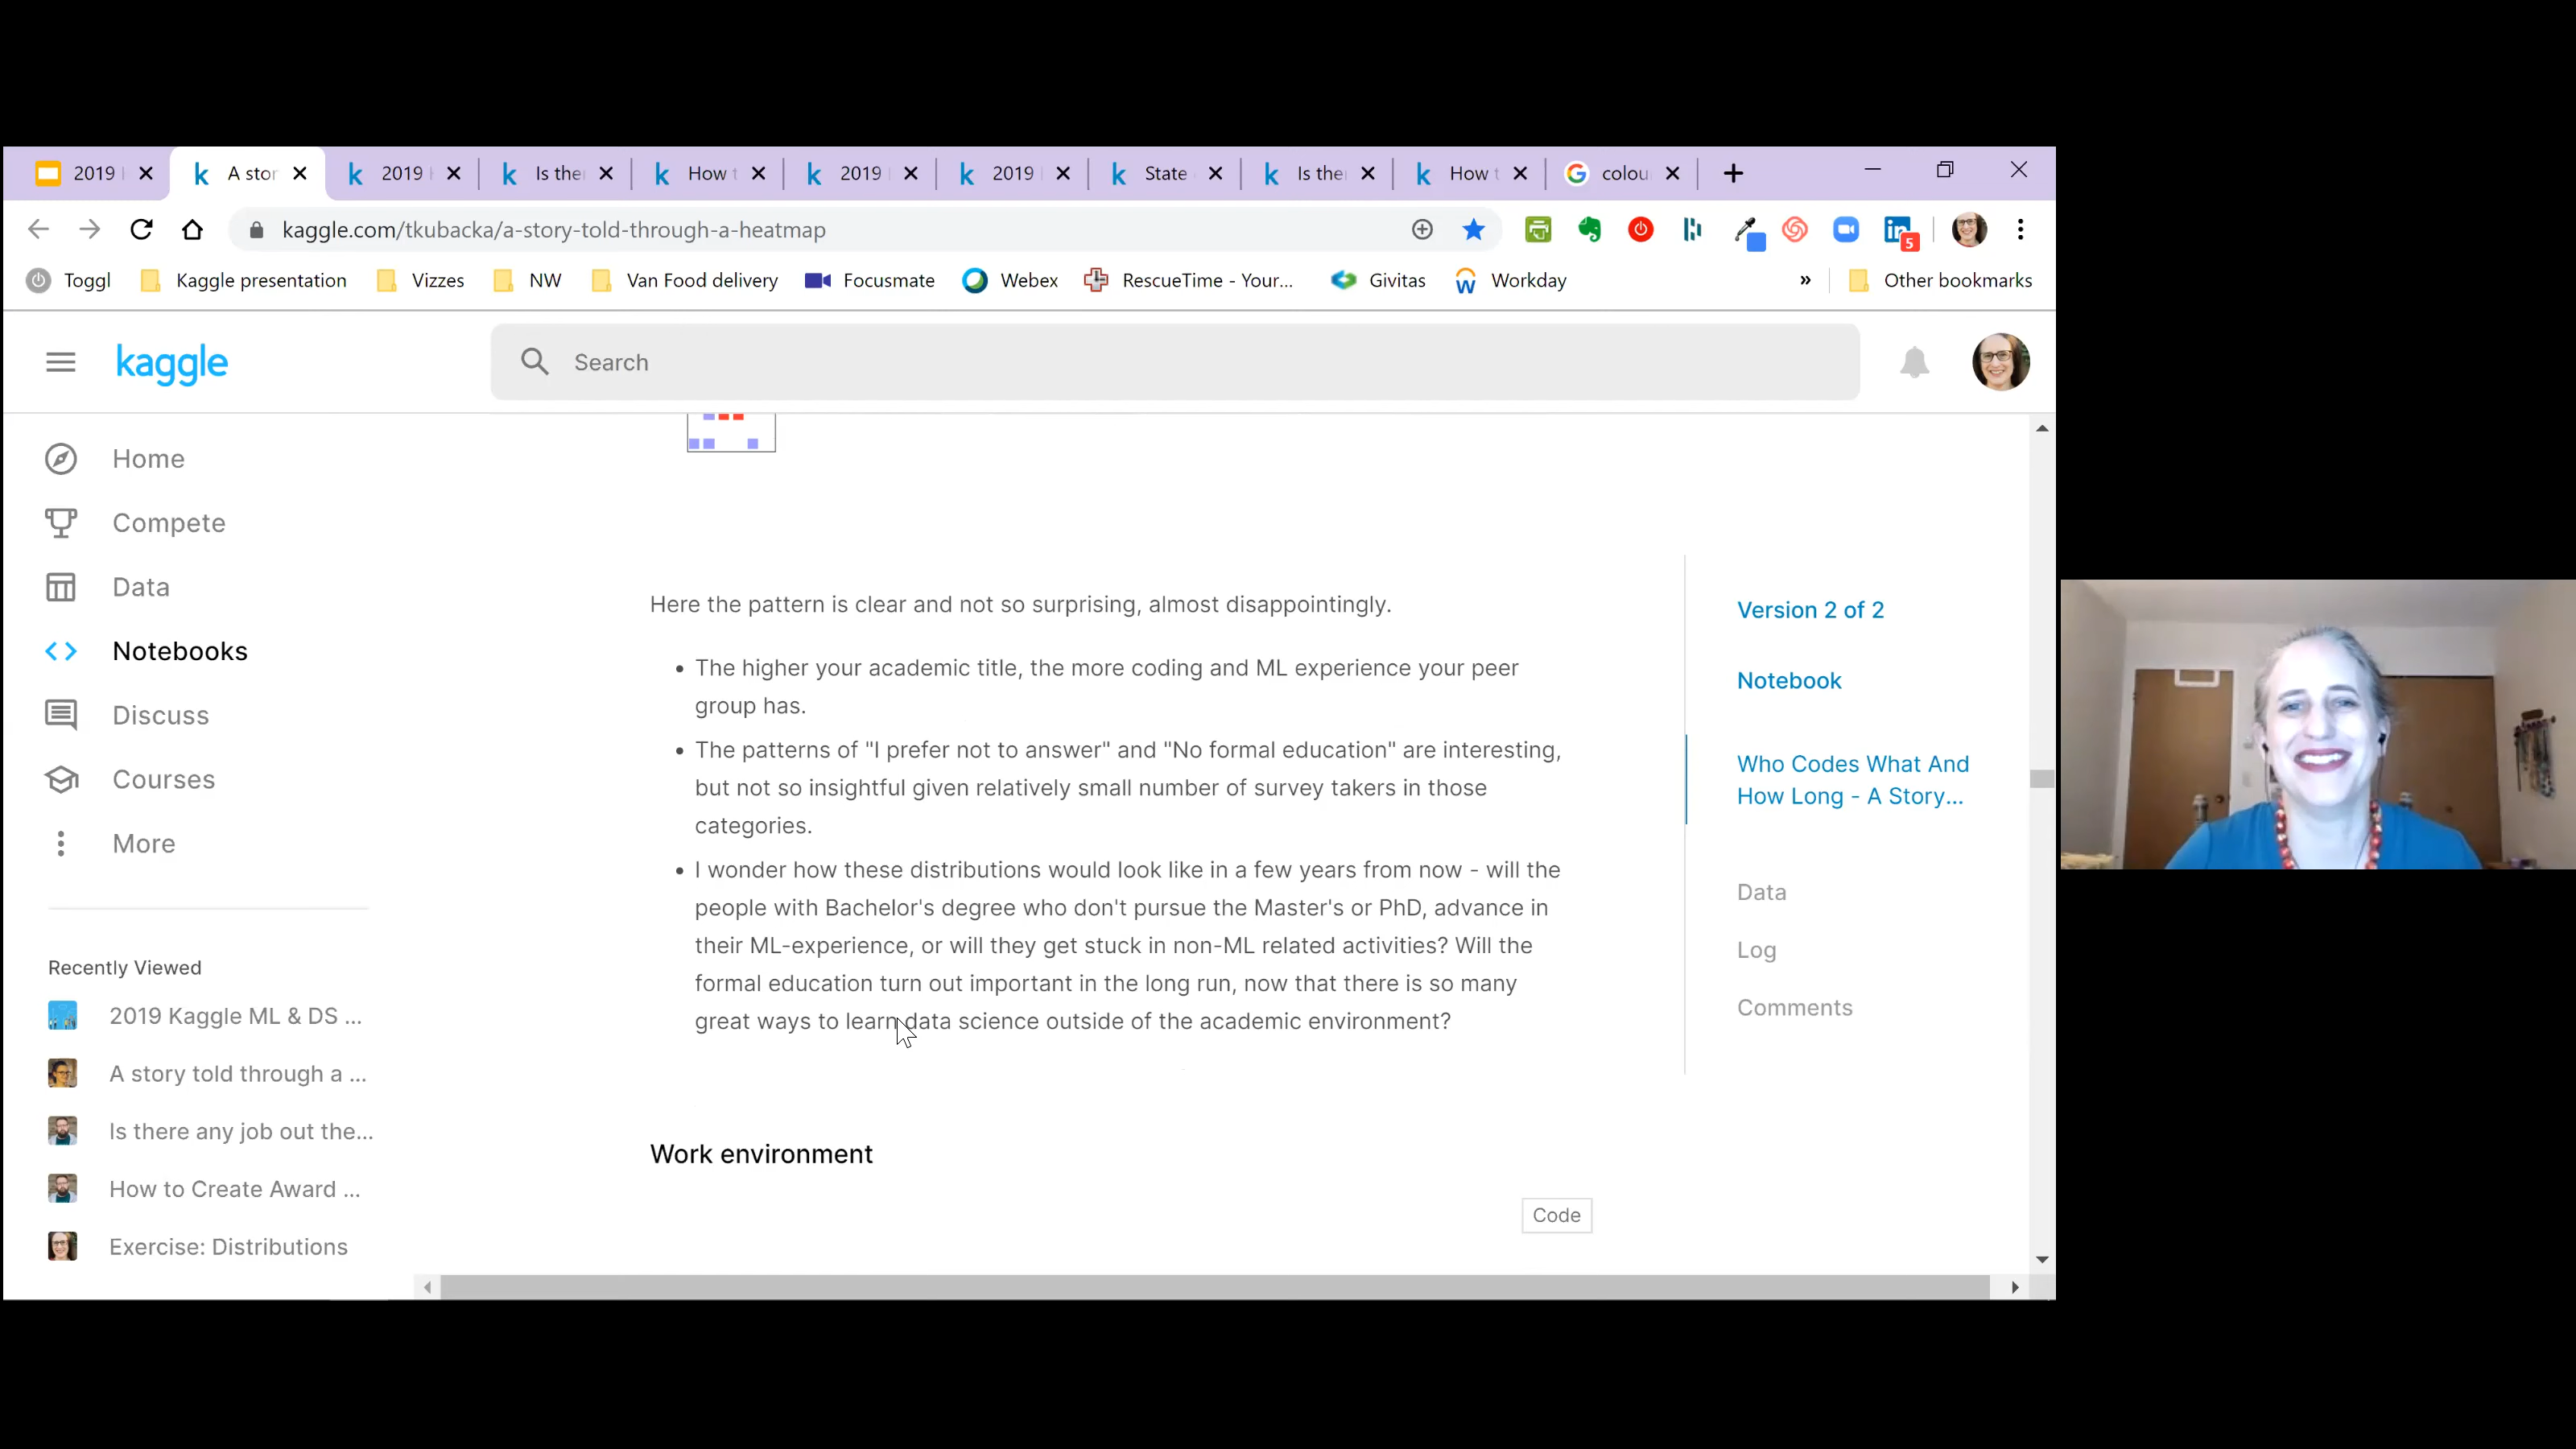 2019
A stor
2019
Is the
How t
2019
2019
State
Is the
How t
colou
kaggle.com/tkubacka/a-story-told-through-a-heatmap
in
5
Toggl
Kaggle presentation
Vizzes
NW
Van Food delivery
Focusmate
Webex
RescueTime - Your...
Givitas
Workday
»
Other bookmarks
kaggle
Search
Home
Compete
Data
Notebooks
Discuss
Courses
More
Recently Viewed
2019 Kaggle ML & DS ...
A story told through a ...
Is there any job out the...
How to Create Award ...
Exercise: Distributions
Here the pattern is clear and not so surprising, almost disappointingly.
• The higher your academic title, the more coding and ML experience your peer
group has.
• The patterns of "I prefer not to answer" and "No formal education" are interesting,
but not so insightful given relatively small number of survey takers in those
categories.
• I wonder how these distributions would look like in a few years from now - will the
people with Bachelor's degree who don't pursue the Master's or PhD, advance in
their ML-experience, or will they get stuck in non-ML related activities? Will the
formal education turn out important in the long run, now that there is so many
great ways to learn data science outside of the academic environment?
Work environment
Code
Version 2 of 2
Notebook
Who Codes What And
How Long - A Story...
Data
Log
Comments